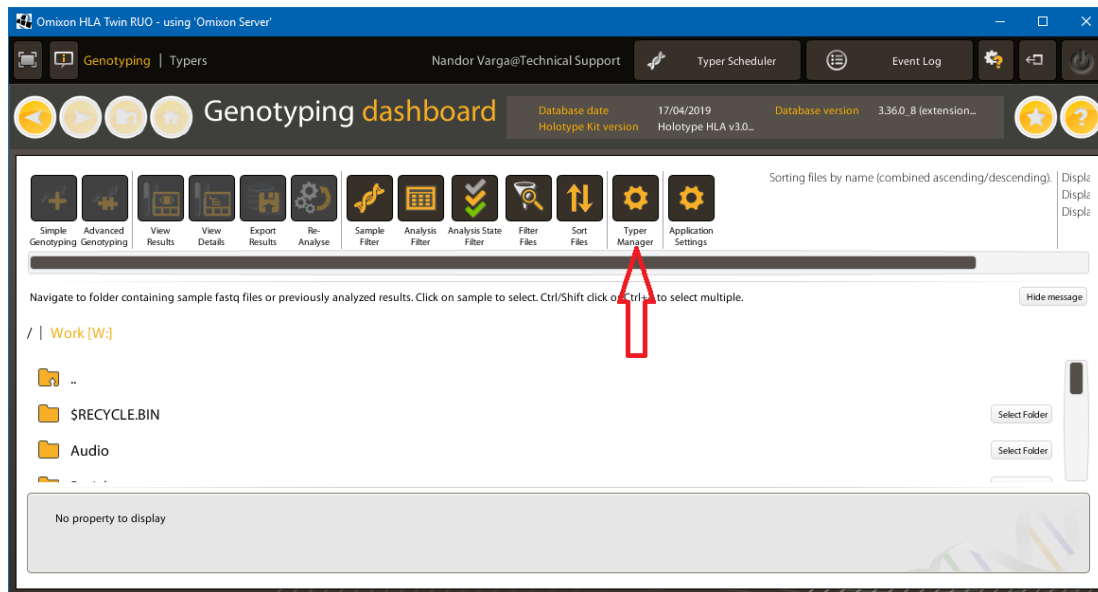 Omixon HLA Twin RUO - using 'Omixon Server'
Genotyping | Typers
Nandor Varga@Technical Support
Typer Scheduler
Event Log
Genotyping dashboard
Database date 17/04/2019 Database version 3.36.0_8 (extension...
Holotype Kit version Holotype HLA v3.0...
Sorting files by name (combined ascending/descending).
Displa
Displa
Displa
Simple Genotyping
Advanced Genotyping
View Results
View Details
Export Results
Re-Analyse
Sample Filter
Analysis Filter
Analysis State Filter
Filter Files
Sort Files
Typer Manager
Application Settings
Navigate to folder containing sample fastq files or previously analyzed results. Click on sample to select. Ctrl/Shift click to select multiple.
Hide message
/ | Work [W:]
..
$RECYCLE.BIN
Select Folder
Audio
Select Folder
No property to display